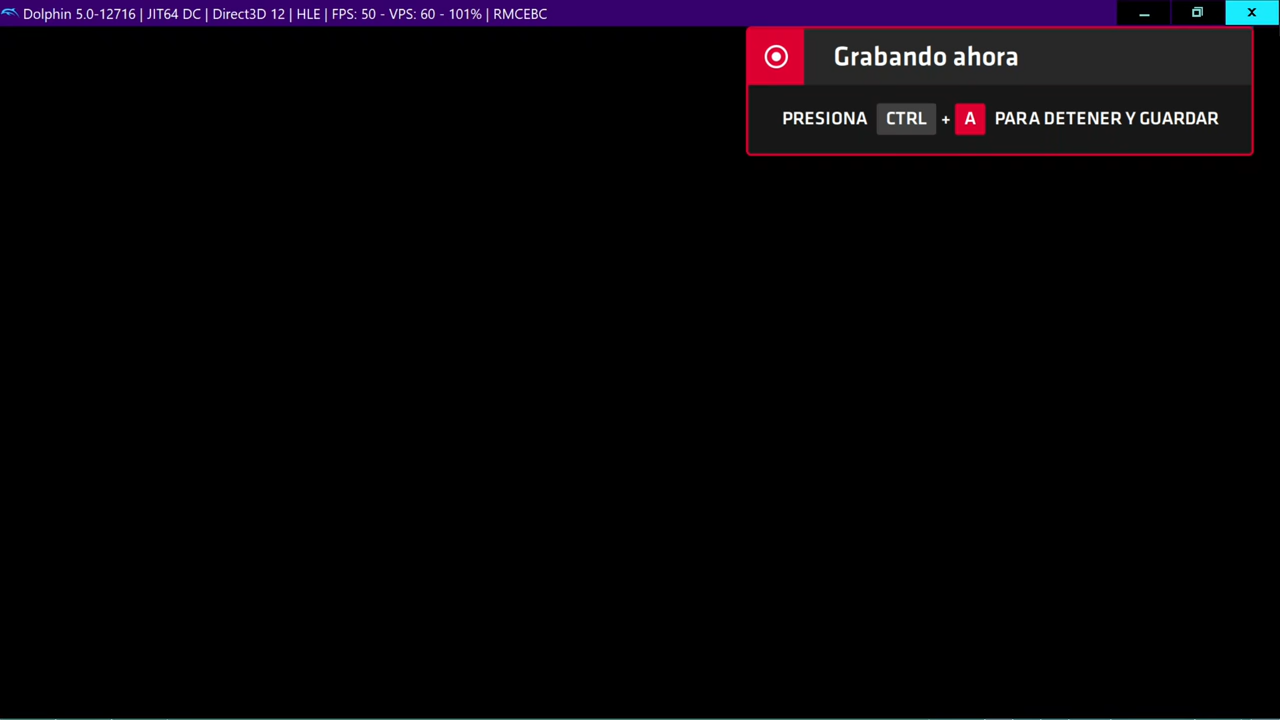 Dolphin 5.0-12716 | JIT64 DC | Direct3D 12 | HLE | FPS: 50 - VPS: 60 - 101% | RMCEBC
Grabando ahora
PRESIONA CTRL + A PARA DETENER Y GUARDAR